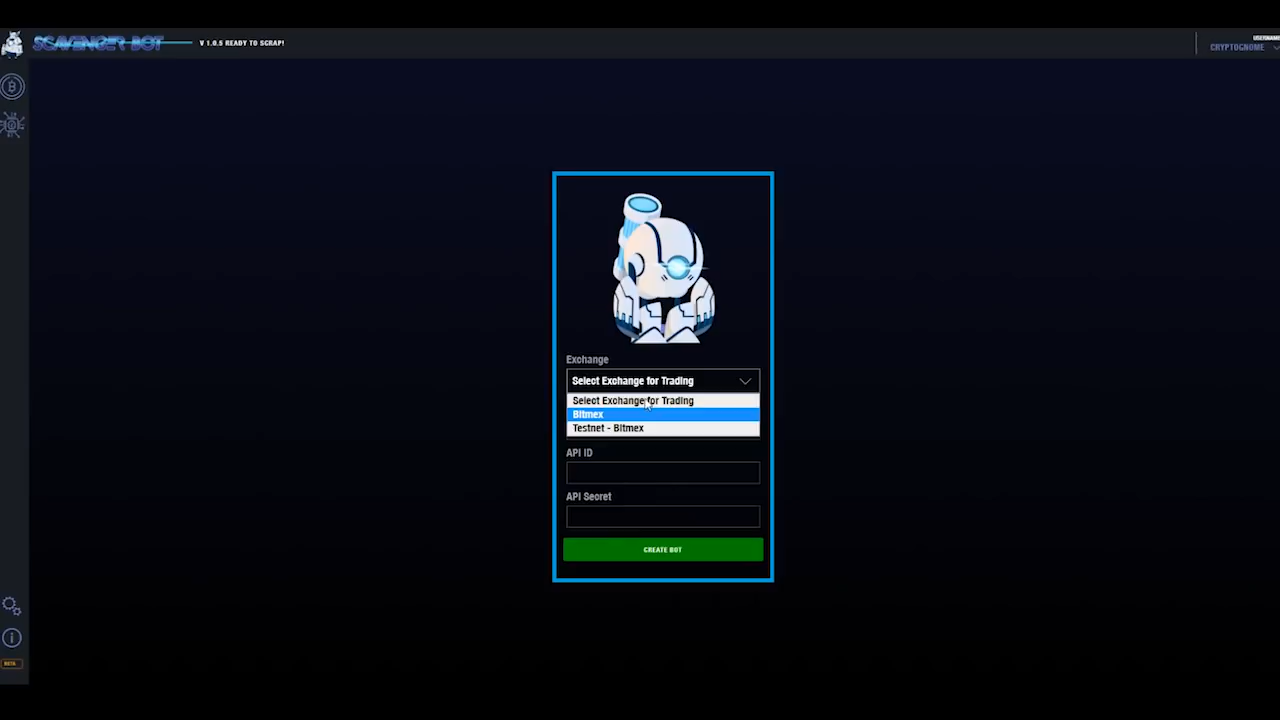 SCAVENGER BOT
V 1.0.5 READY TO SCRAP!
USERNAME
CRYPTOGNOME
Exchange
Select Exchange for Trading
Select Exchange for Trading
Bitmex
Testnet - Bitmex
API ID
API Secret
CREATE BOT
BETA